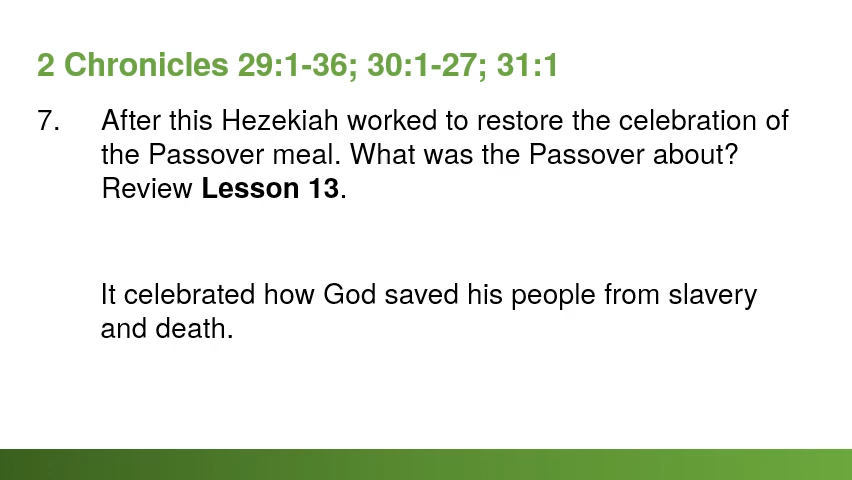 2 Chronicles 29:1-36; 30:1-27; 31:1
7. After this Hezekiah worked to restore the celebration of
the Passover meal. What was the Passover about?
Review Lesson 13.
It celebrated how God saved his people from slavery
and death.